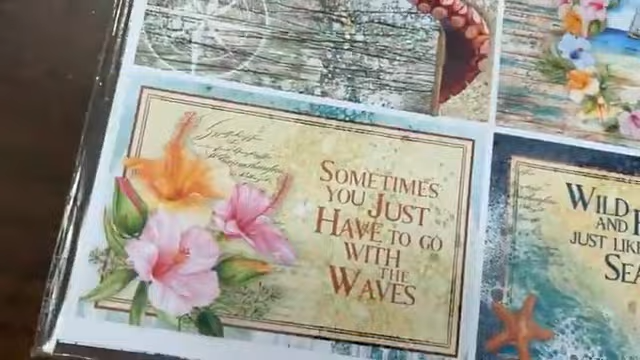 SOMETIMES
YOU JUST
HAVE TO GO
WITH
THE
WAVES
WILD
AND
JUST LIKE
SEA